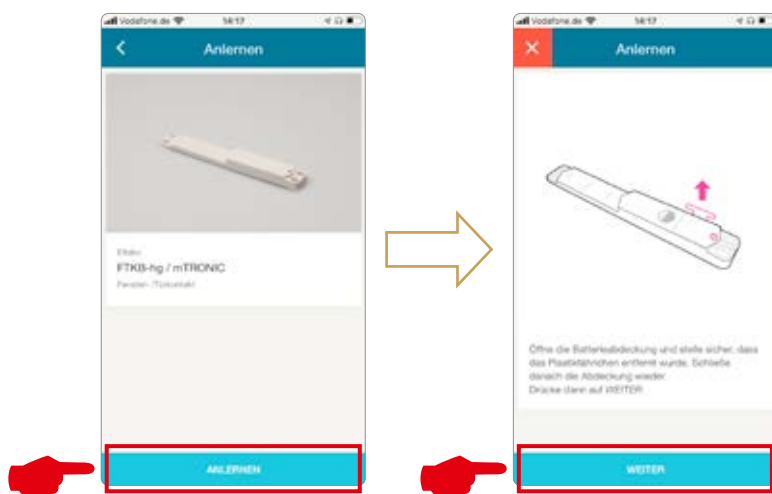 Vodafone.de 14:17
Anlernen
Eltako
FTKB-hg / mTRONIC
Fenster- /Türkontakt
ANLERNEN
Vodafone.de 14:17
Anlernen
Öffne die Batterieabdeckung und stelle sicher, dass
das Plastikfähnchen entfernt wurde. Schließe
danach die Abdeckung wieder.
Drücke dann auf WEITER
WEITER